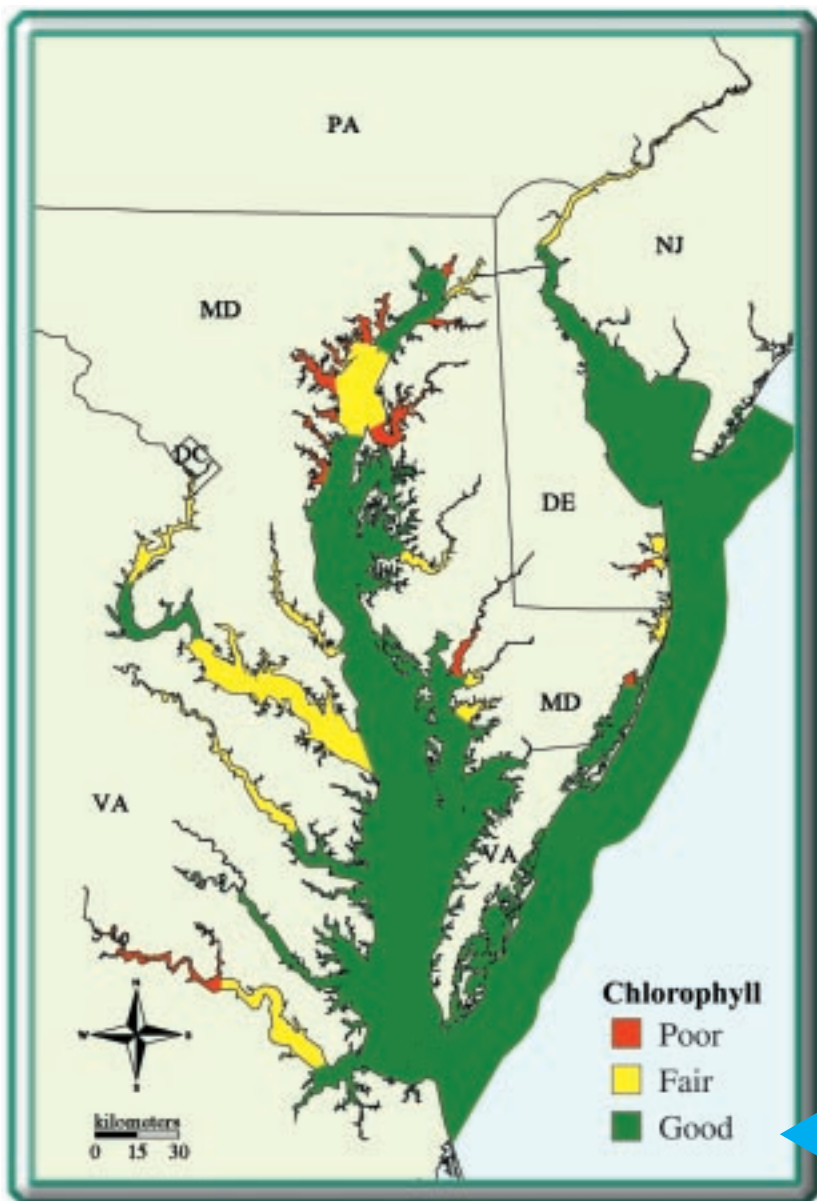 PA
NJ
MD
DC
DE
MD
VA
VA
N
W
E
S
kilometers
0 15 30
Chlorophyll
Poor
Fair
Good